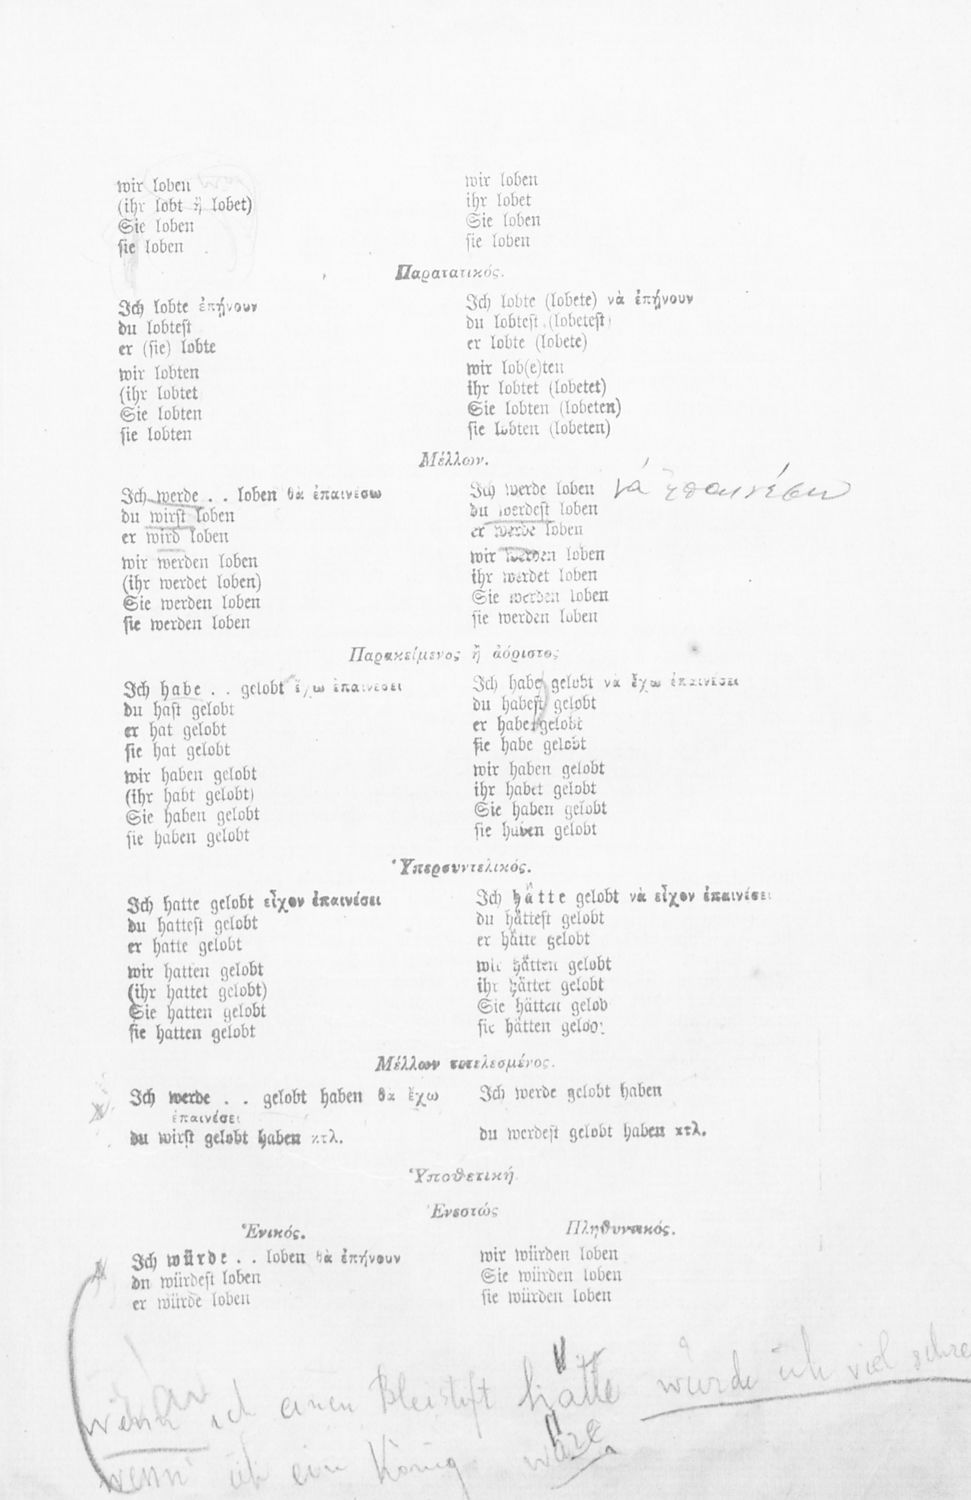 wir loben
(ihr lobt ἢ lobet)
Sie loben
sie loben
wir loben
ihr lobet
Sie loben
sie loben
Παρατατικός.
Ich lobte ἐπῄνουν
du lobtest
er (sie) lobte
wir lobten
(ihr lobtet
Sie lobten
sie lobten
Ich lobte (lobete) νὰ ἐπῄνουν
du lobtest (lobetest)
er lobte (lobete)
wir lob(e)ten
ihr lobtet (lobetet)
Sie lobten (lobeten)
sie lobten (lobeten)
Μέλλων.
Ich werde . . loben θὰ ἐπαινέσω
du wirst loben
er wird loben
wir werden loben
(ihr werdet loben)
Sie werden loben
sie werden loben
Ich werde loben νά
du werdest loben
er werde loben
wir werden loben
ihr werdet loben
Sie werden loben
sie werden loben
Παρακείμενος ἢ ἀόριστος
Ich habe . . gelobt ἔχω ἐπαινέσει
du hast gelobt
er hat gelobt
sie hat gelobt
wir haben gelobt
(ihr habt gelobt)
Sie haben gelobt
sie haben gelobt
Ich habe gelobt νὰ ἔχω ἐπαινέσει
du habest gelobt
er habe gelobt
sie habe gelobt
wir haben gelobt
ihr habet gelobt
Sie haben gelobt
sie haben gelobt
Ὑπερσυντελικός.
Ich hatte gelobt εἶχον ἐπαινέσει
du hattest gelobt
er hatte gelobt
wir hatten gelobt
(ihr hattet gelobt)
Sie hatten gelobt
sie hatten gelobt
Ich hätte gelobt νὰ εἶχον ἐπαινέσει
du hättest gelobt
er hätte gelobt
wir hätten gelobt
ihr hättet gelobt
Sie hätten gelob
sie hätten gelobt
Μέλλων τετελεσμένος.
Ich werde . . gelobt haben θὰ ἔχω
ἐπαινέσει
du wirst gelobt haben κτλ.
Ich werde gelobt haben
du werdest gelobt haben κτλ.
Ὑποθετική
Ἐνεστώς
Ἑνικός.
Πληθυντικός.
Ich würde . . loben θὰ ἐπῄνουν
du würdest loben
er würde loben
wir würden loben
Sie würden loben
sie würden loben
wenn ich einen Bleistift hätte würde ich viel schre
wenn ich ein König wäre